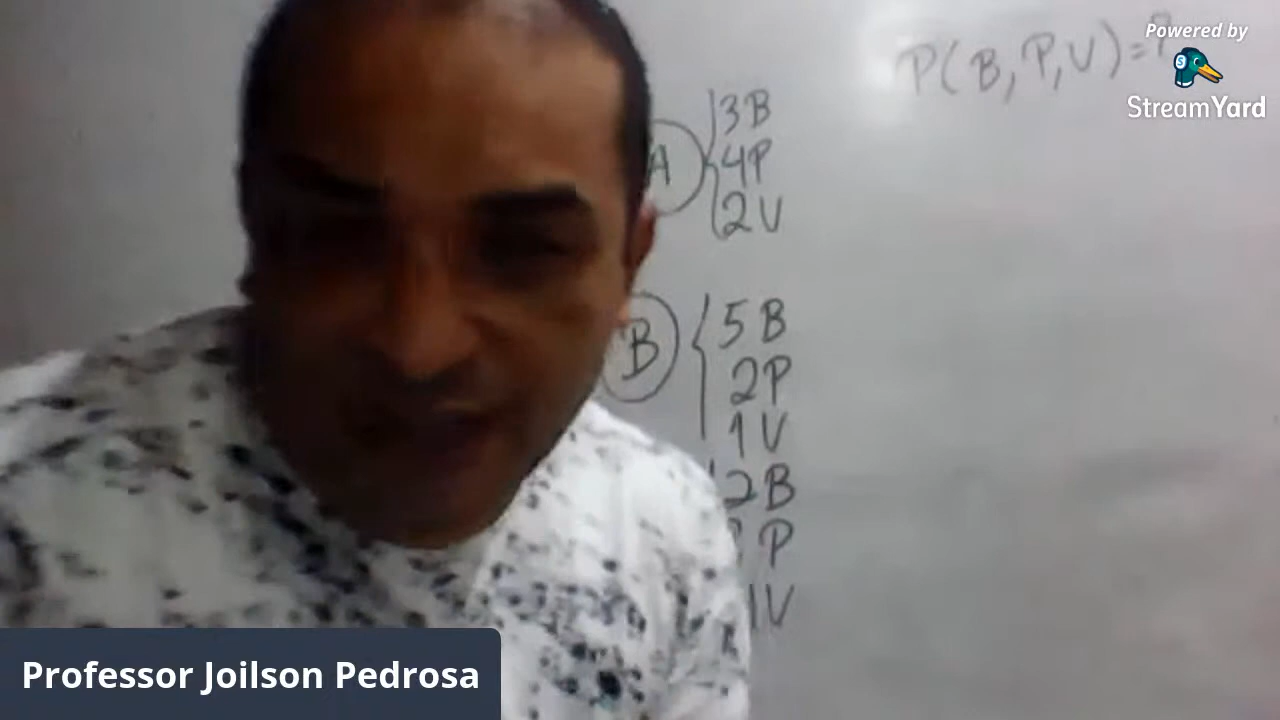 Powered by
StreamYard
P(B,P,V)=?
A
3B
4P
2V
B
5B
2P
1V
2B
P
1V
Professor Joilson Pedrosa